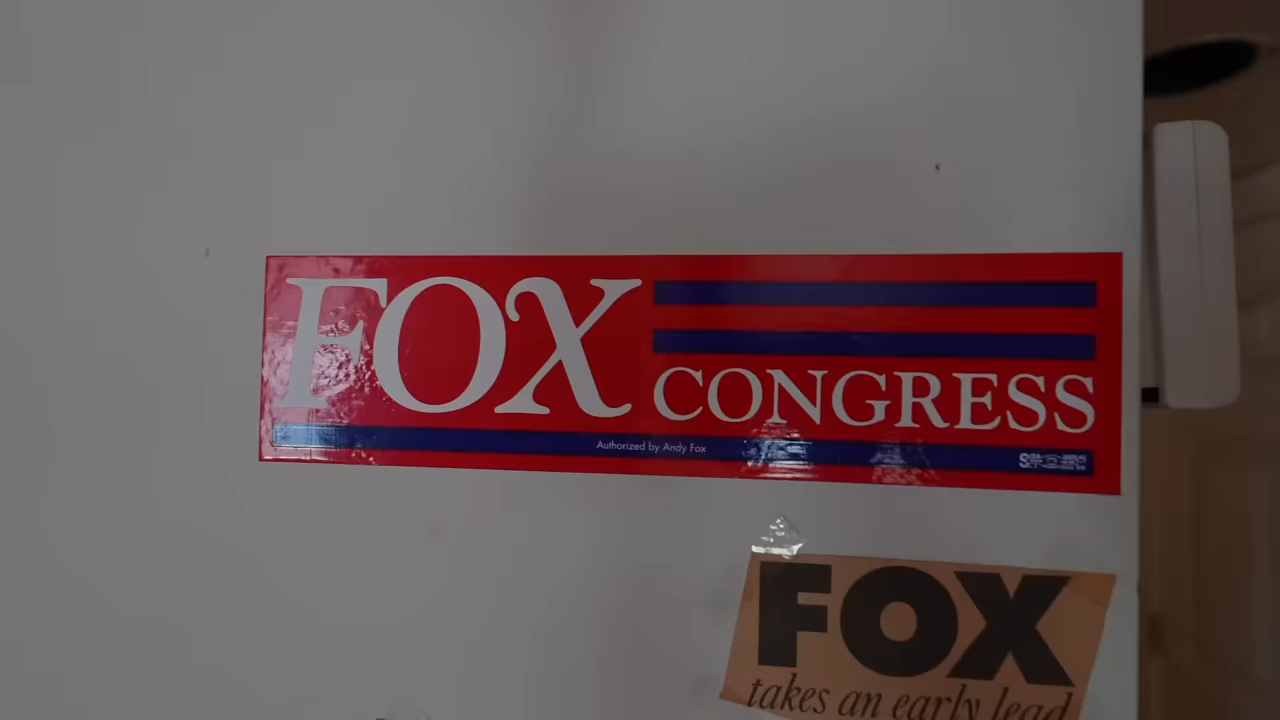 FOX
CONGRESS
Authorized by Andy Fox
FOX
takes an early lead